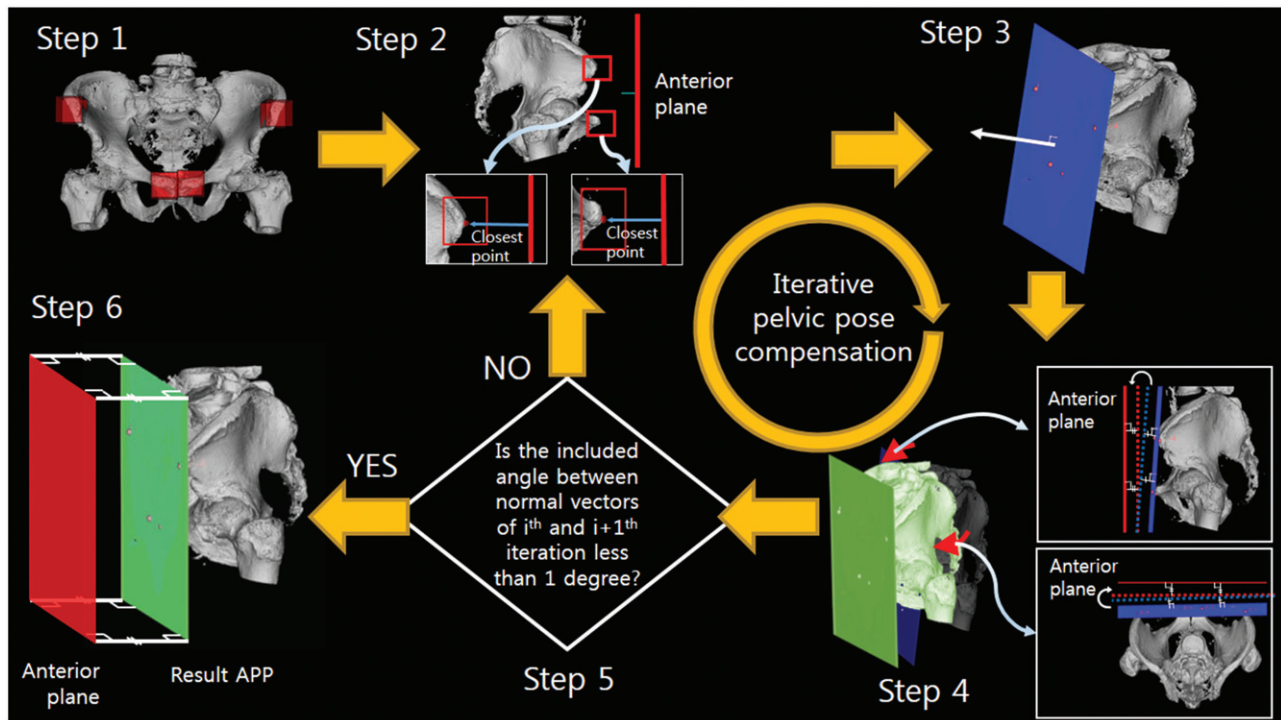 Step 1
Step 2
Anterior
plane
Closest
point
Closest
point
Step 3
Iterative
pelvic pose
compensation
Anterior
plane
Anterior
plane
Step 4
Is the included
angle between
normal vectors
of iᵗʰ and i+1ᵗʰ
iteration less
than 1 degree?
Step 5
NO
YES
Step 6
Anterior
plane
Result APP